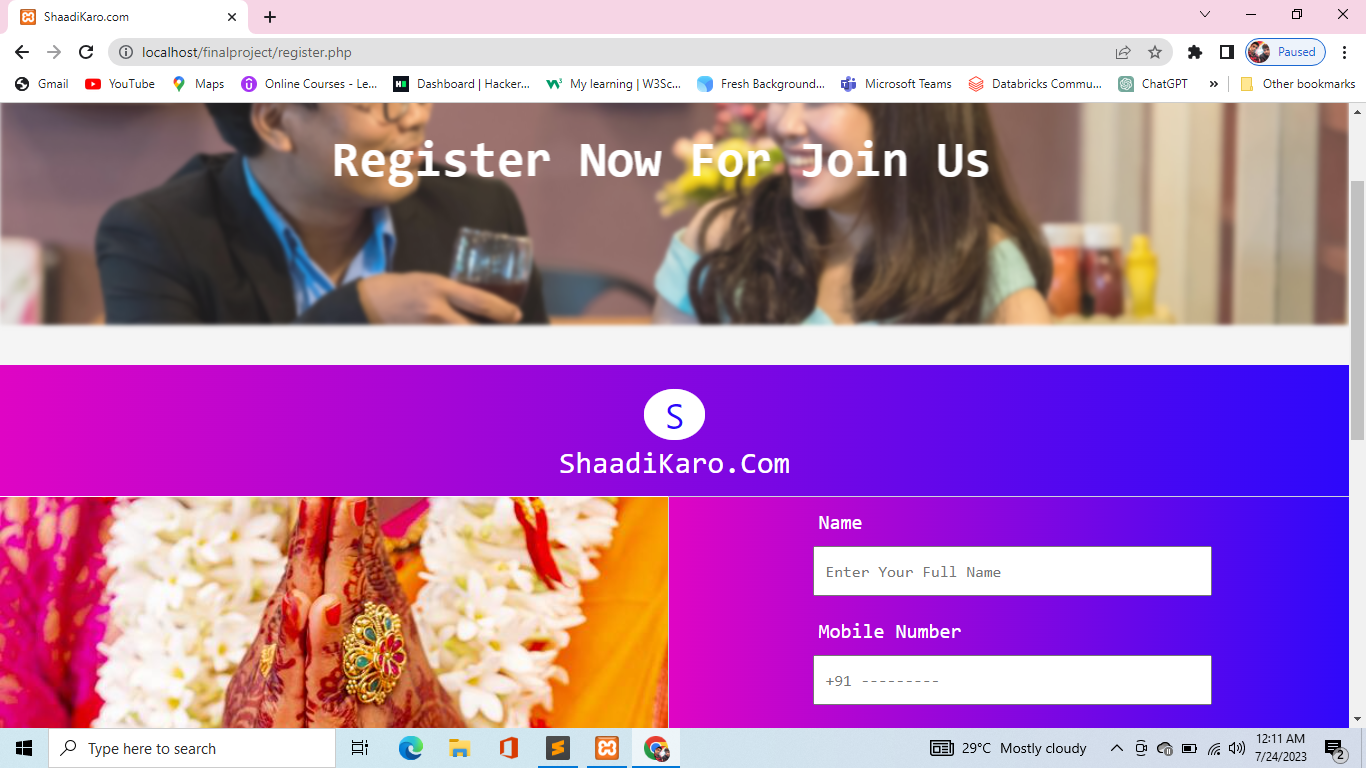 ShaadiKaro.com
localhost/finalproject/register.php
Paused
Gmail
YouTube
Maps
Online Courses - Le...
Dashboard | Hacker...
My learning | W3Sc...
Fresh Background...
Microsoft Teams
Databricks Commu...
ChatGPT
»
Other bookmarks
Register Now For Join Us
S
ShaadiKaro.Com
Name
Enter Your Full Name
Mobile Number
+91 ---------
Type here to search
29°C Mostly cloudy
12:11 AM
7/24/2023
2